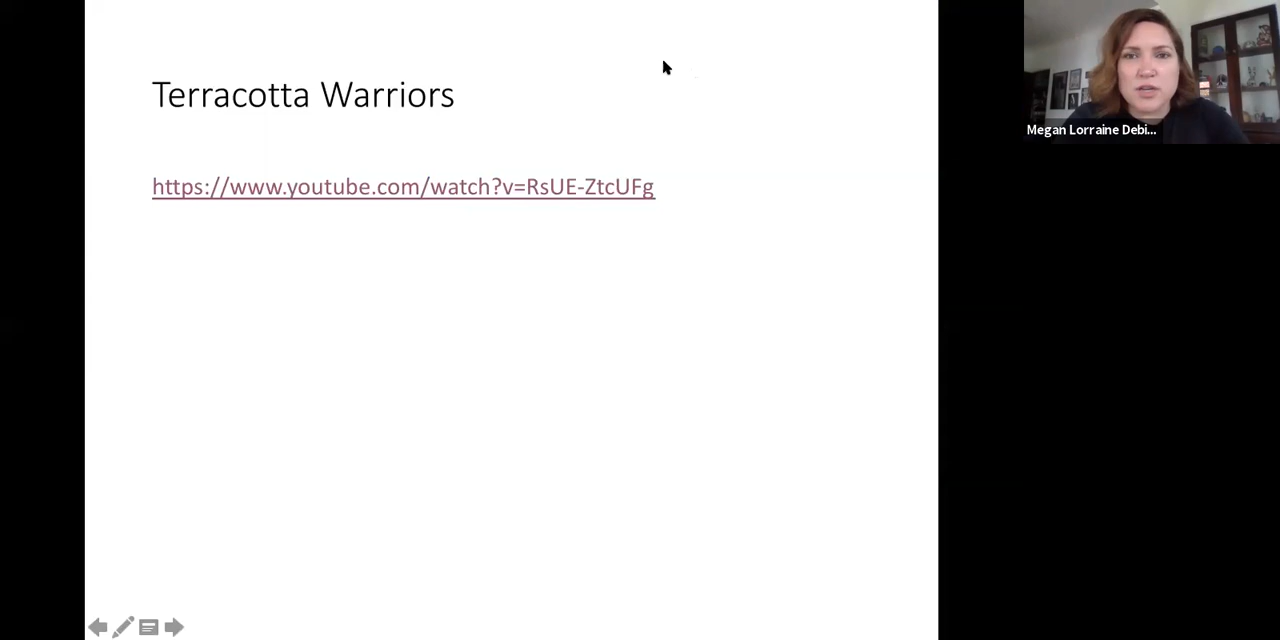 Terracotta Warriors
https://www.youtube.com/watch?v=RsUE-ZtcUFg
Megan Lorraine Debi...